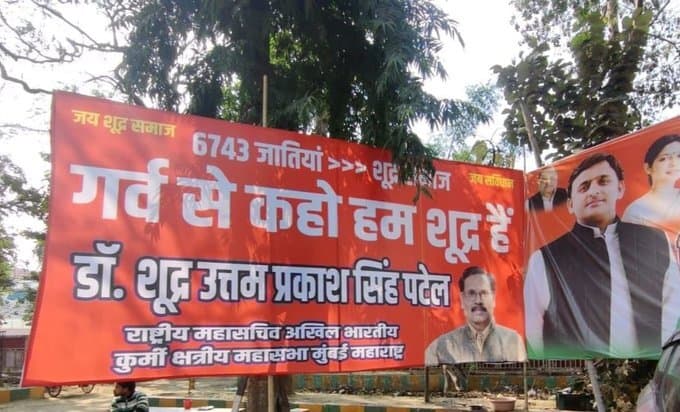 जय शूद्र समाज
6743 जातियां >>> शूद्र समाज
जय संविधान
गर्व से कहो हम शूद्र हैं
डॉ. शूद्र उत्तम प्रकाश सिंह पटेल
राष्ट्रीय महासचिव अखिल भारतीय
कुर्मी क्षत्रीय महासभा मुंबई महाराष्ट्र